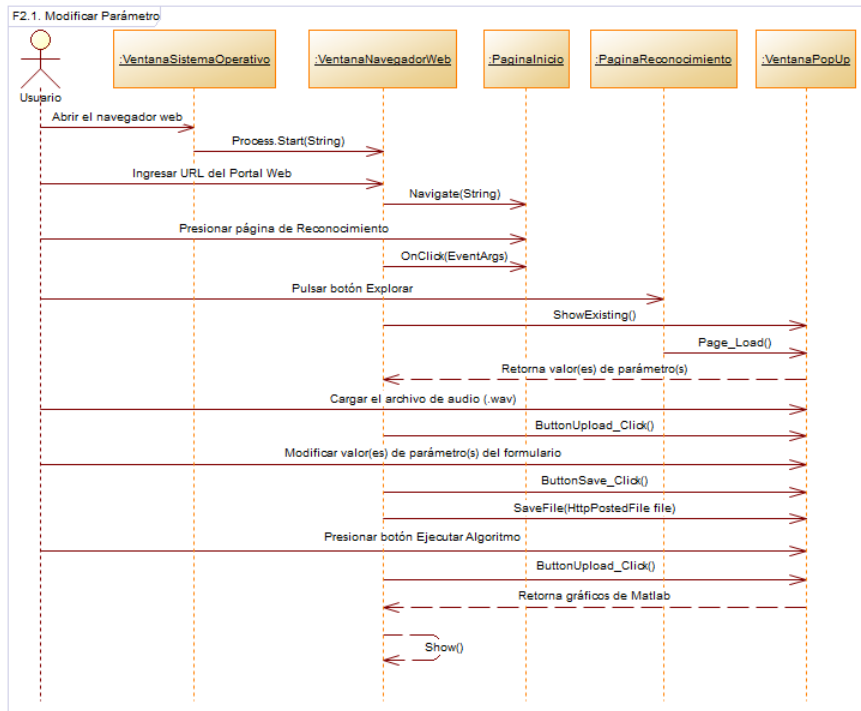 F2.1. Modificar Parámetro
:VentanaSistemaOperativo
:VentanaNavegadorWeb
:PaginaInicio
:PaginaReconocimiento
:VentanaPopUp
Usuario
Abrir el navegador web
Process.Start(String)
Ingresar URL del Portal Web
Navigate(String)
Presionar página de Reconocimiento
OnClick(EventArgs)
Pulsar botón Explorar
ShowExisting()
Page_Load()
Retorna valor(es) de parámetro(s)
Cargar el archivo de audio (.wav)
ButtonUpload_Click()
Modificar valor(es) de parámetro(s) del formulario
ButtonSave_Click()
SaveFile(HttpPostedFile file)
Presionar botón Ejecutar Algoritmo
ButtonUpload_Click()
Retorna gráficos de Matlab
Show()